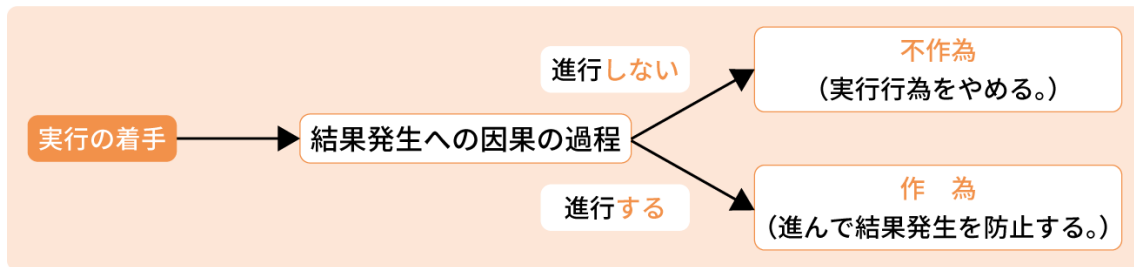 実行の着手
結果発生への因果の過程
進行しない
不作為
（実行行為をやめる。）
進行する
作　為
（進んで結果発生を防止する。）